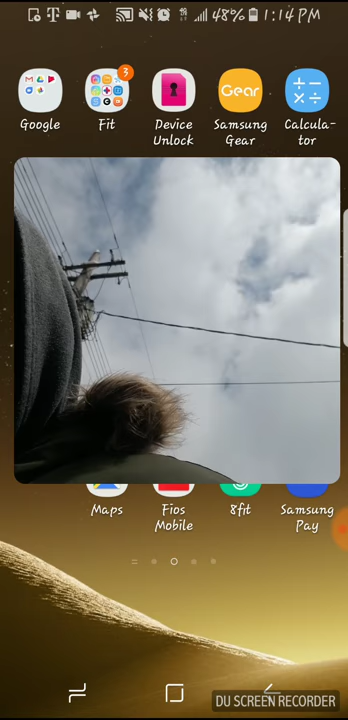 48% 1:14 PM
3
Gear
Google
Fit
Device
Unlock
Samsung
Gear
Calcula-
tor
Maps
Fios
Mobile
8fit
Samsung
Pay
DU SCREEN RECORDER